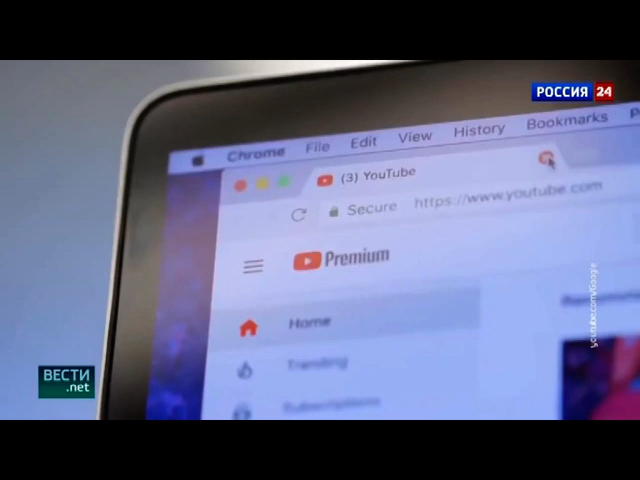 РОССИЯ 24
Chrome File Edit View History Bookmarks
(3) YouTube
Secure https://www.youtube.com
Premium
Home
Trending
Subscriptions
youtube.com/Google
ВЕСТИ
.net